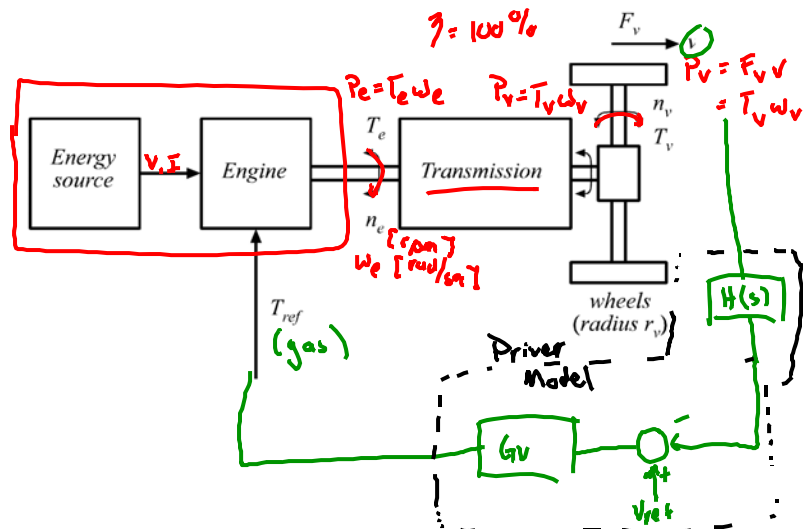 η = 100%
F_v
v
P_e = T_e ω_e
P_v = T_v ω_v
P_v = F_v v
= T_v ω_v
n_v
T_v
T_e
Energy
source
V, I
Engine
Transmission
n_e [rpm]
ω_e [rad/sec]
wheels
(radius r_v)
H(s)
T_ref
(gas)
Driver
Model
Gv
-
+
Vref